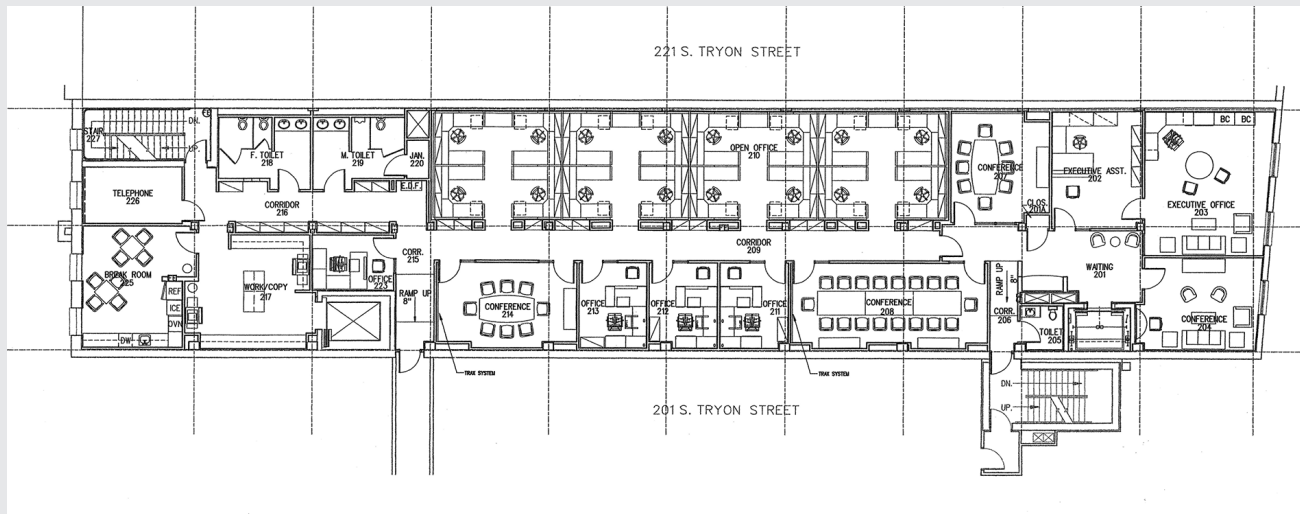 221 S. TRYON STREET
DN.
UP.
STAIR
227
F. TOILET
218
M. TOILET
219
JAN.
220
E.D.F.
OPEN OFFICE
210
CONFERENCE
EXECUTIVE ASST.
202
BC
BC
EXECUTIVE OFFICE
203
CLOS.
201A
TELEPHONE
226
CORRIDOR
216
CORR.
215
CORRIDOR
209
BREAK ROOM
225
REF
ICE
DVN
DW
WORK/COPY
217
OFFICE
223
RAMP UP
8"
CONFERENCE
214
OFFICE
213
OFFICE
212
OFFICE
211
CONFERENCE
208
RAMP UP
8"
CORR.
206
WAITING
201
TOILET
205
CONFERENCE
204
TRAX SYSTEM
TRAX SYSTEM
201 S. TRYON STREET
DN.
UP.